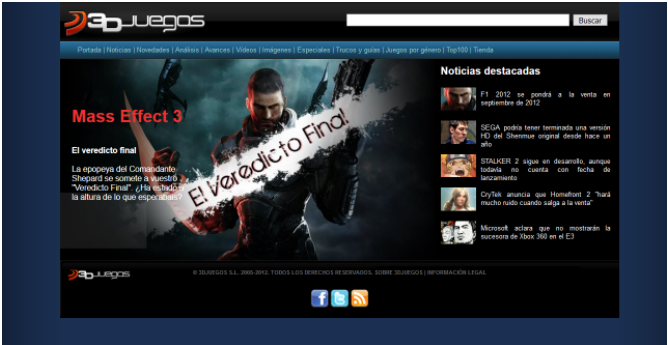 3DJUEGOS
Buscar
Portada | Noticias | Novedades | Análisis | Avances | Vídeos | Imágenes | Especiales | Trucos y guías | Juegos por género | Top100 | Tienda
Mass Effect 3
El veredicto final
La epopeya del Comandante
Shepard se somete a vuestro
"Veredicto Final". ¿Ha estado a
la altura de lo que esperabais?
El Veredicto Final!
Noticias destacadas
F1 2012 se pondrá a la venta en
septiembre de 2012
SEGA podría tener terminada una versión
HD del Shenmue original desde hace un
año
STALKER 2 sigue en desarrollo, aunque
todavía no cuenta con fecha de
lanzamiento
CryTek anuncia que Homefront 2 "hará
mucho ruido cuando salga a la venta"
Microsoft aclara que no mostrarán la
sucesora de Xbox 360 en el E3
3DJUEGOS
© 3DJUEGOS S.L. 2005-2012. TODOS LOS DERECHOS RESERVADOS. SOBRE 3DJUEGOS | INFORMACIÓN LEGAL